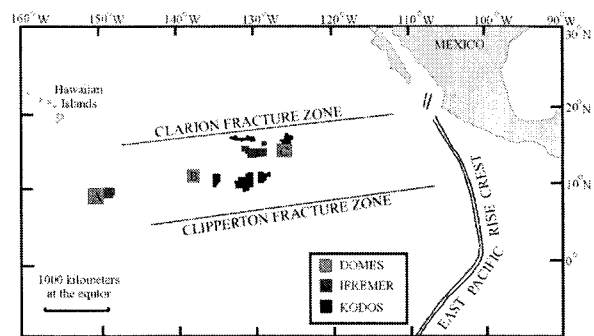 160°W 150°W 140°W 130°W 120°W 110°W 100°W 90°W
30°N
MEXICO
Hawaiian
Islands
20°N
CLARION FRACTURE ZONE
C
B
10°N
A
CLIPPERTON FRACTURE ZONE
EAST PACIFIC RISE CREST
0°
DOMES
IFREMER
KODOS
1000 kilometers
at the equtor